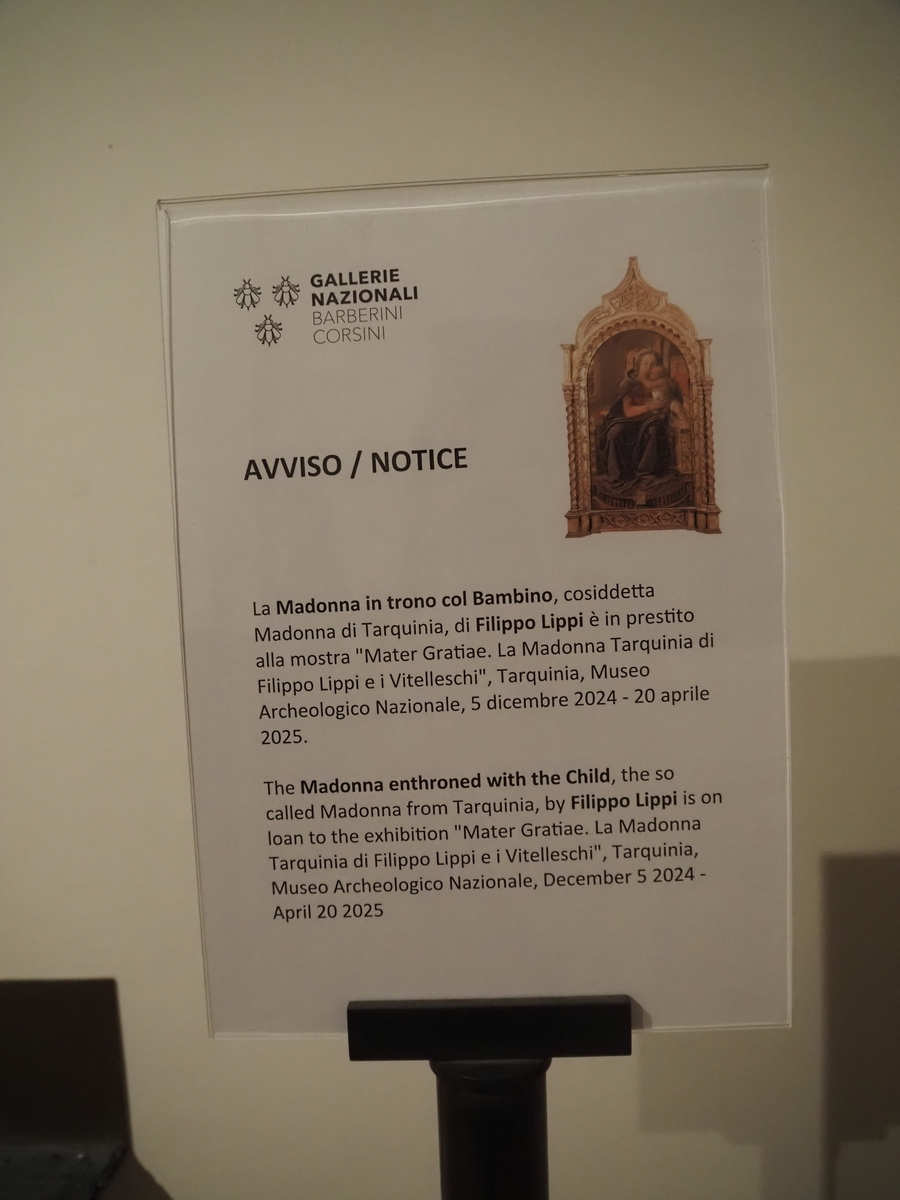 GALLERIE
NAZIONALI
BARBERINI
CORSINI
AVVISO / NOTICE
La Madonna in trono col Bambino, cosiddetta
Madonna di Tarquinia, di Filippo Lippi è in prestito
alla mostra "Mater Gratiae. La Madonna Tarquinia di
Filippo Lippi e i Vitelleschi", Tarquinia, Museo
Archeologico Nazionale, 5 dicembre 2024 - 20 aprile
2025.
The Madonna enthroned with the Child, the so
called Madonna from Tarquinia, by Filippo Lippi is on
loan to the exhibition "Mater Gratiae. La Madonna
Tarquinia di Filippo Lippi e i Vitelleschi", Tarquinia,
Museo Archeologico Nazionale, December 5 2024 -
April 20 2025